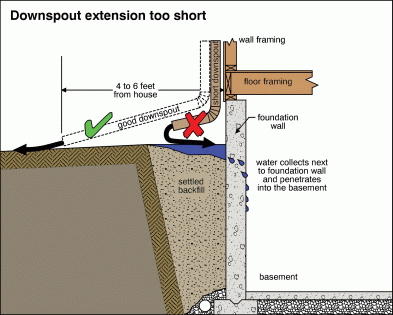 Downspout extension too short
wall framing
4 to 6 feet
from house
short downspout
floor framing
good downspout
foundation
wall
water collects next
to foundation wall
and penetrates
into the basement
settled
backfill
basement